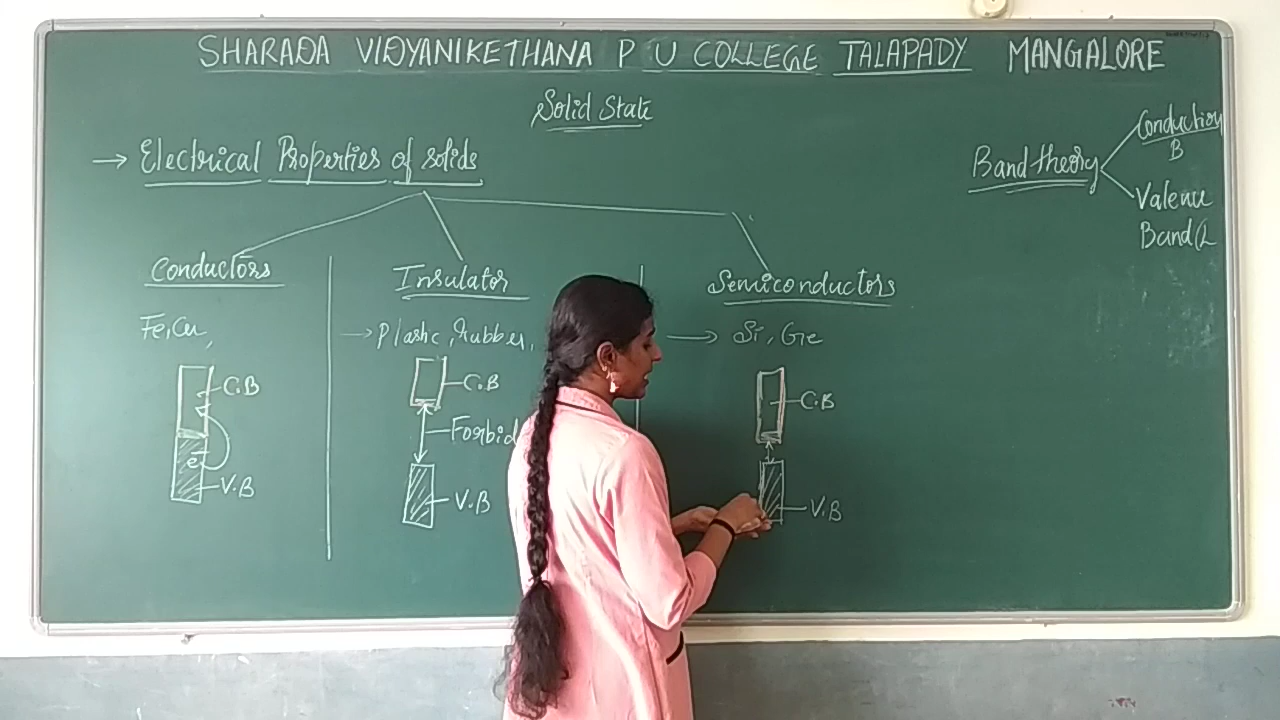 SHARADA VIDYANIKETHANA P U COLLEGE TALAPADY MANGALORE
Solid State
→ Electrical Properties of solids
Band theory
Conduction
B
Valence
Band(
Conductors
Insulator
Semiconductors
Fe, Cu,
→ Plastic, Rubber,
→ Si, Ge
C.B
e⁻
V.B
C.B
Forbid
V.B
C.B
V.B